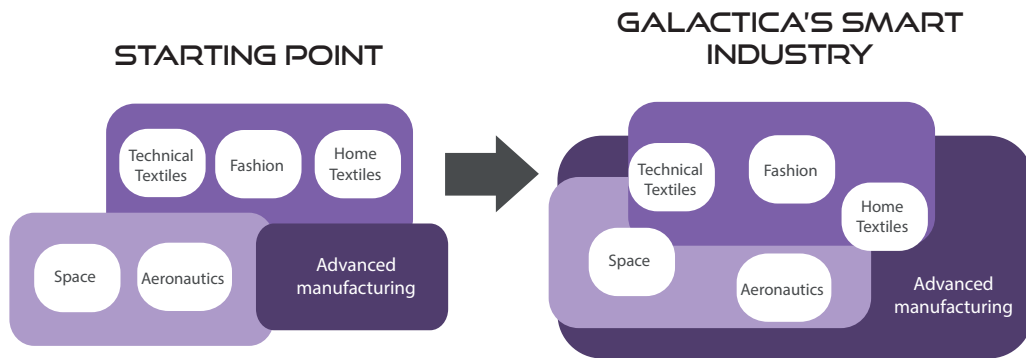 STARTING POINT
Technical
Textiles
Fashion
Home
Textiles
Space
Aeronautics
Advanced
manufacturing
GALACTICA'S SMART
INDUSTRY
Technical
Textiles
Fashion
Home
Textiles
Space
Aeronautics
Advanced
manufacturing